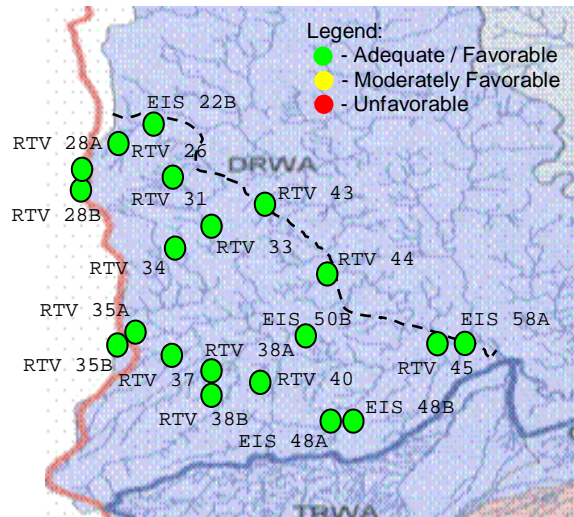 Legend:
- Adequate / Favorable
- Moderately Favorable
- Unfavorable
EIS 22B
RTV 28A
RTV 26
DRWA
RTV 31
RTV 43
RTV 28B
RTV 33
RTV 34
RTV 44
RTV 35A
EIS 50B
EIS 58A
RTV 35B
RTV 38A
RTV 45
RTV 37
RTV 40
RTV 38B
EIS 48B
EIS 48A
TRWA